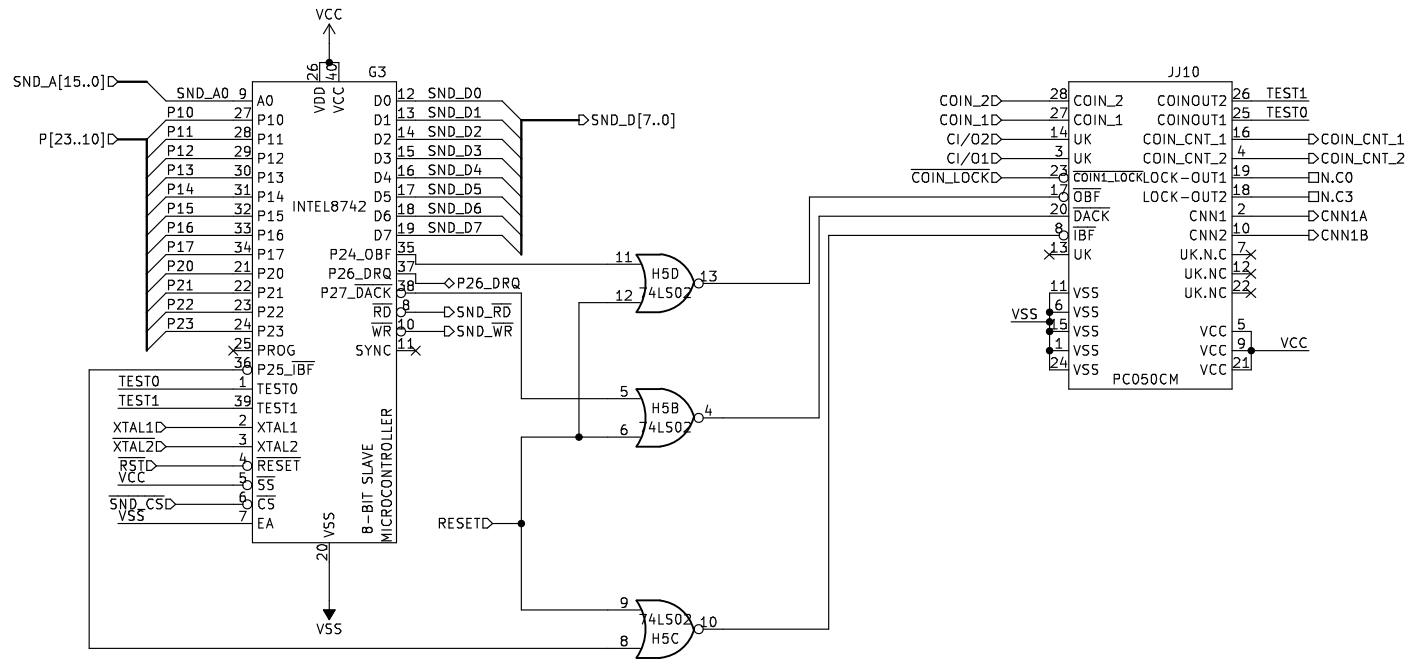 VCC
SND_A[15..0]
P[23..10]
G3
26
40
VDD
VCC
SND_A0 9 A0
P10 27 P10
P11 28 P11
P12 29 P12
P13 30 P13
P14 31 P14
P15 32 P15
P16 33 P16
P17 34 P17
P20 21 P20
P21 22 P21
P22 23 P22
P23 24 P23
25 PROG
36 P25_IBF
TEST0 1 TEST0
TEST1 39 TEST1
XTAL1 2 XTAL1
XTAL2 3 XTAL2
RST 4 RESET
VCC 5 SS
SND_CS 6 CS
VSS 7 EA
INTEL8742
8-BIT SLAVE
MICROCONTROLLER
VSS
20
VSS
D0 12 SND_D0
D1 13 SND_D1
D2 14 SND_D2
D3 15 SND_D3
D4 16 SND_D4
D5 17 SND_D5
D6 18 SND_D6
D7 19 SND_D7
SND_D[7..0]
P24_OBF 35
P26_DRQ 37 P26_DRQ
P27_DACK 38
RD 8 SND_RD
WR 10 SND_WR
SYNC 11
11
12
H5D
74LS02
13
5
6
H5B
74LS02
4
RESET
9
8
74LS02
H5C
10
JJ10
COIN_2 28 COIN_2
COIN_1 27 COIN_1
CI/O2 14 UK
CI/O1 3 UK
COIN_LOCK 23 COIN1_LOCK
17 OBF
20 DACK
8 IBF
13 UK
11 VSS
6 VSS
VSS 15 VSS
1 VSS
24 VSS
COINOUT2 26 TEST1
COINOUT1 25 TEST0
COIN_CNT_1 16 COIN_CNT_1
COIN_CNT_2 4 COIN_CNT_2
LOCK-OUT1 19 N.C0
LOCK-OUT2 18 N.C3
CNN1 2 CNN1A
CNN2 10 CNN1B
UK.N.C 7
UK.NC 12
UK.NC 22
VCC 5
VCC 9 VCC
VCC 21
PC050CM